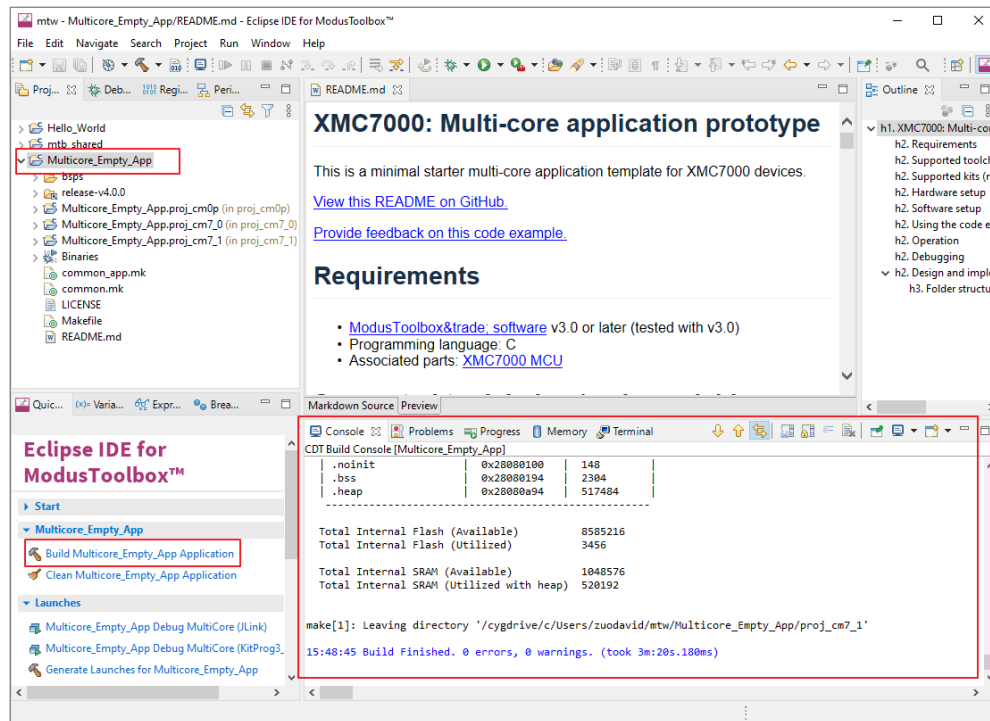 mtw - Multicore_Empty_App/README.md - Eclipse IDE for ModusToolbox™
File Edit Navigate Search Project Run Window Help
Proj... Deb... Regi... Peri...
Hello_World
mtb_shared
Multicore_Empty_App
bsps
release-v4.0.0
Multicore_Empty_App.proj_cm0p (in proj_cm0p)
Multicore_Empty_App.proj_cm7_0 (in proj_cm7_0)
Multicore_Empty_App.proj_cm7_1 (in proj_cm7_1)
Binaries
common_app.mk
common.mk
LICENSE
Makefile
README.md
README.md
XMC7000: Multi-core application prototype
This is a minimal starter multi-core application template for XMC7000 devices.
View this README on GitHub.
Provide feedback on this code example.
Requirements
• ModusToolbox&trade; software v3.0 or later (tested with v3.0)
• Programming language: C
• Associated parts: XMC7000 MCU
Markdown Source Preview
Outline
h1. XMC7000: Multi-cor
h2. Requirements
h2. Supported toolch
h2. Supported kits (m
h2. Hardware setup
h2. Software setup
h2. Using the code e
h2. Operation
h2. Debugging
h2. Design and imple
h3. Folder structu
Quic... (x)= Varia... Expr... Brea...
Eclipse IDE for
ModusToolbox™
Start
Multicore_Empty_App
Build Multicore_Empty_App Application
Clean Multicore_Empty_App Application
Launches
Multicore_Empty_App Debug MultiCore (JLink)
Multicore_Empty_App Debug MultiCore (KitProg3_
Generate Launches for Multicore_Empty_App
Console Problems Progress Memory Terminal
CDT Build Console [Multicore_Empty_App]
| .noinit | 0x28080100 | 148 |
| .bss | 0x28080194 | 2304 |
| .heap | 0x28080a94 | 517484 |
---------------------------------------------------
Total Internal Flash (Available) 8585216
Total Internal Flash (Utilized) 3456
Total Internal SRAM (Available) 1048576
Total Internal SRAM (Utilized with heap) 520192
make[1]: Leaving directory '/cygdrive/c/Users/zuodavid/mtw/Multicore_Empty_App/proj_cm7_1'
15:48:45 Build Finished. 0 errors, 0 warnings. (took 3m:20s.180ms)